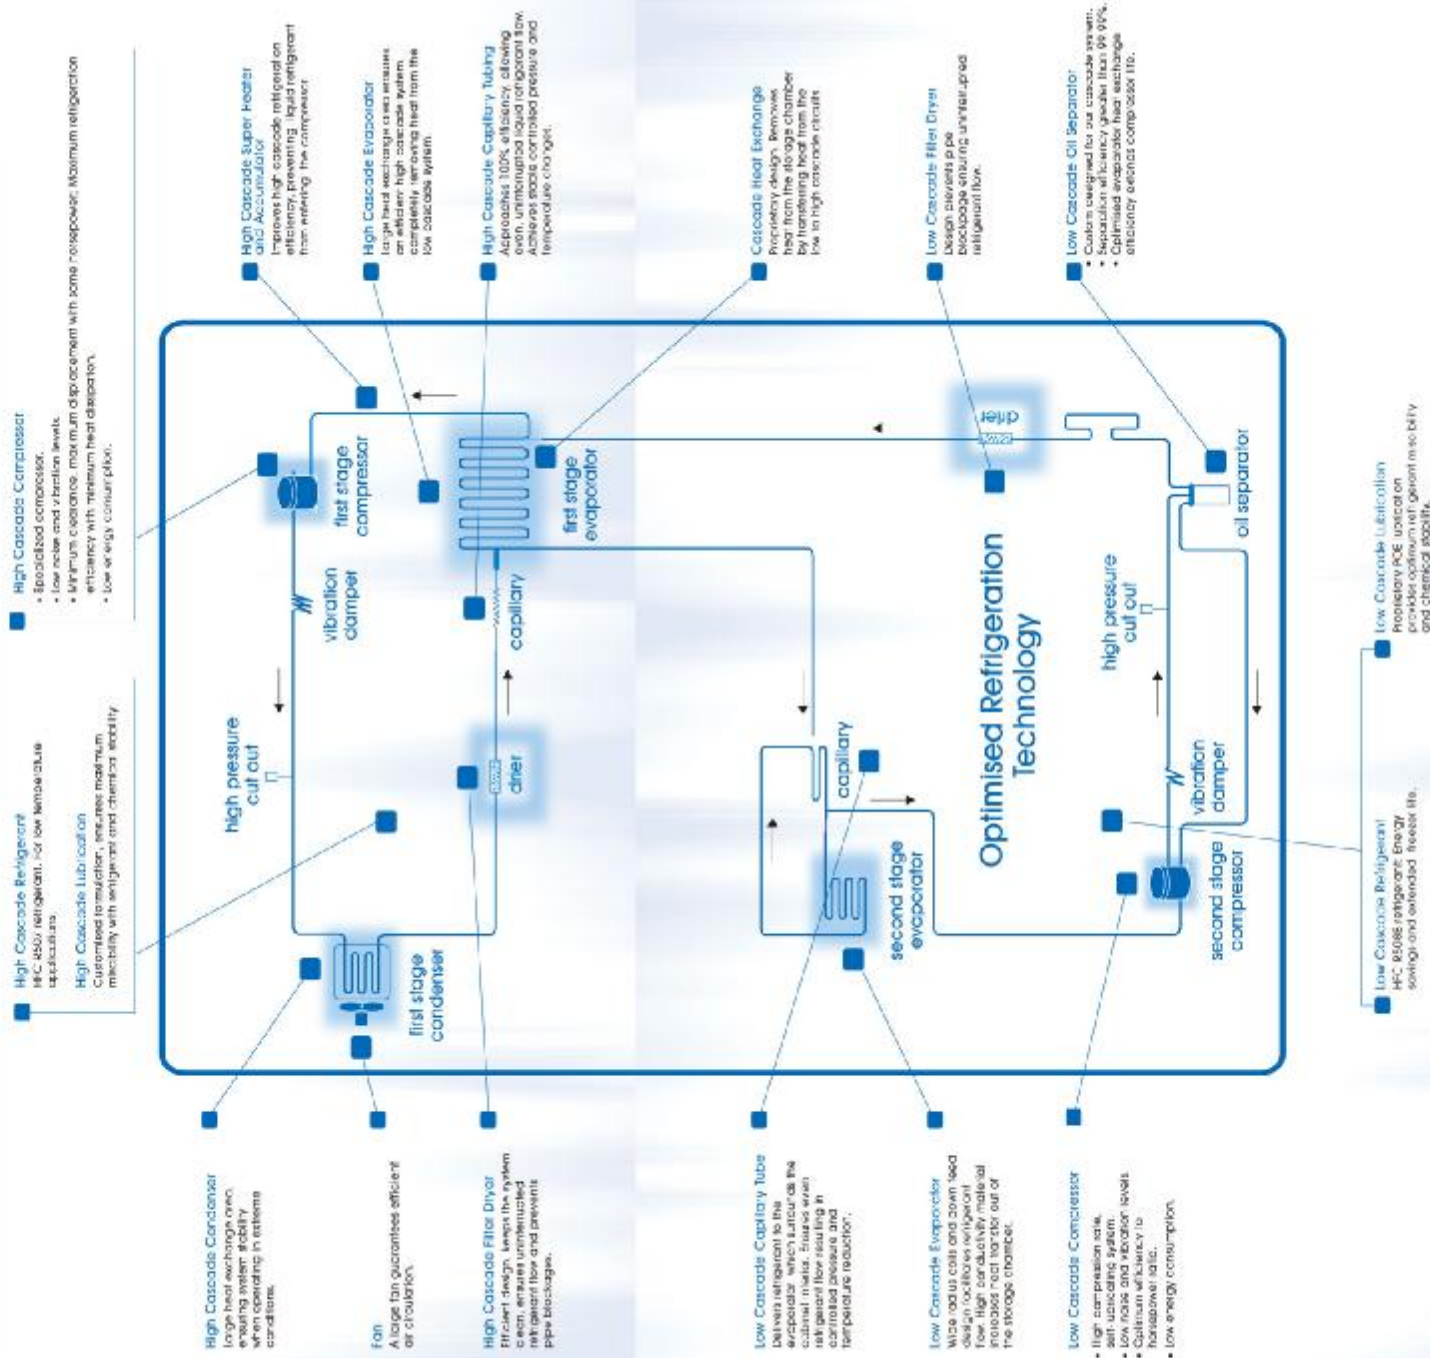 High Cascade Refrigerant
HFC R507 refrigerant. For low temperature
applications.
High Cascade Lubrication
Customised formulation, ensures maximum
miscibility with refrigerant and chemical stability
High Cascade Compressor
• Specialized compressor.
• Low noise and vibration levels.
• Minimum clearance, maximum displacement with same horsepower, Maximum refrigeration
efficiency with minimum heat dissipation.
• Low energy consumption.
High Cascade Condenser
Large heat exchange area,
ensuring system stability
when operating in extreme
conditions.
Fan
A large fan guarantees efficient
air circulation.
High Cascade Filter Dryer
Efficient design, keeps the system
clean, ensures uninterrupted
refrigerant flow and prevents
pipe blockages.
Low Cascade Capillary Tube
Delivers refrigerant to the
evaporator which surrounds the
cabinet interior. Ensures even
refrigerant flow resulting in
controlled pressure and
temperature reduction.
Low Cascade Evaporator
Wide radius coils and down feed
design facilitates refrigerant
flow. High conductivity material
increases heat transfer out of
the storage chamber.
Low Cascade Compressor
• High compression rate,
self lubricating system.
• Low noise and vibration levels
• Optimum efficiency to
horsepower ratio.
• Low energy consumption.
high pressure
cut out
vibration
damper
first stage
compressor
first stage
condenser
drier
capillary
first stage
evaporator
capillary
second stage
evaporator
Optimised Refrigeration
Technology
drier
high pressure
cut out
oil separator
vibration
damper
second stage
compressor
High Cascade Super Heater
and Accumulator
Improves high cascade refrigeration
efficiency, preventing liquid refrigerant
from entering the compressor
High Cascade Evaporator
Large heat exchange area ensures
an efficient high cascade system
completely removing heat from the
low cascade system.
High Cascade Capillary Tubing
Approaches 100% efficiency, allowing
even, uninterrupted liquid refrigerant flow.
Achieves stable controlled pressure and
temperature changes.
Cascade Heat Exchange
Proprietary design. Removes
heat from the storage chamber
by transferring heat from the
low to high cascade circuits
Low Cascade Filter Dryer
Design prevents pipe
blockage ensuring uninterrupted
refrigerant flow.
Low Cascade Oil Separator
• Custom designed for our cascade system.
• Separation efficiency greater than 99.99%.
• Optimised evaporator heat exchange
efficiency extends compressor life.
Low Cascade Refrigerant
HFC R508B refrigerant: Energy
savings and extended freezer life.
Low Cascade Lubrication
Proprietary POE lubrication
provides optimum refrigerant miscibility
and chemical stability.